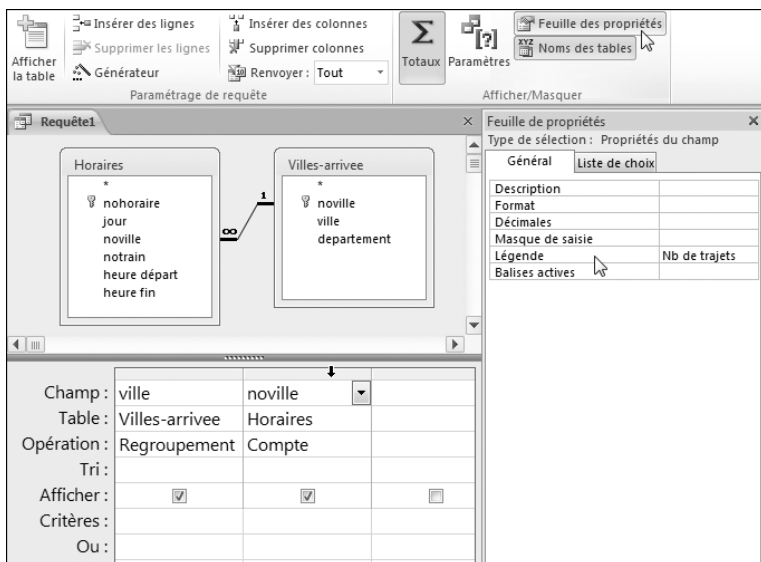 Insérer des lignes
Supprimer les lignes
Générateur
Afficher
la table
Insérer des colonnes
Supprimer colonnes
Renvoyer : Tout
Paramétrage de requête
Σ
Totaux
[?]
Paramètres
Feuille des propriétés
XYZ Noms des tables
Afficher/Masquer
Requête1
Horaires
*
nohoraire
jour
noville
notrain
heure départ
heure fin
∞
1
Villes-arrivee
*
noville
ville
departement
Feuille de propriétés
Type de sélection : Propriétés du champ
Général Liste de choix
Description
Format
Décimales
Masque de saisie
Légende Nb de trajets
Balises actives
Champ : ville noville
Table : Villes-arrivee Horaires
Opération : Regroupement Compte
Tri :
Afficher :
Critères :
Ou :